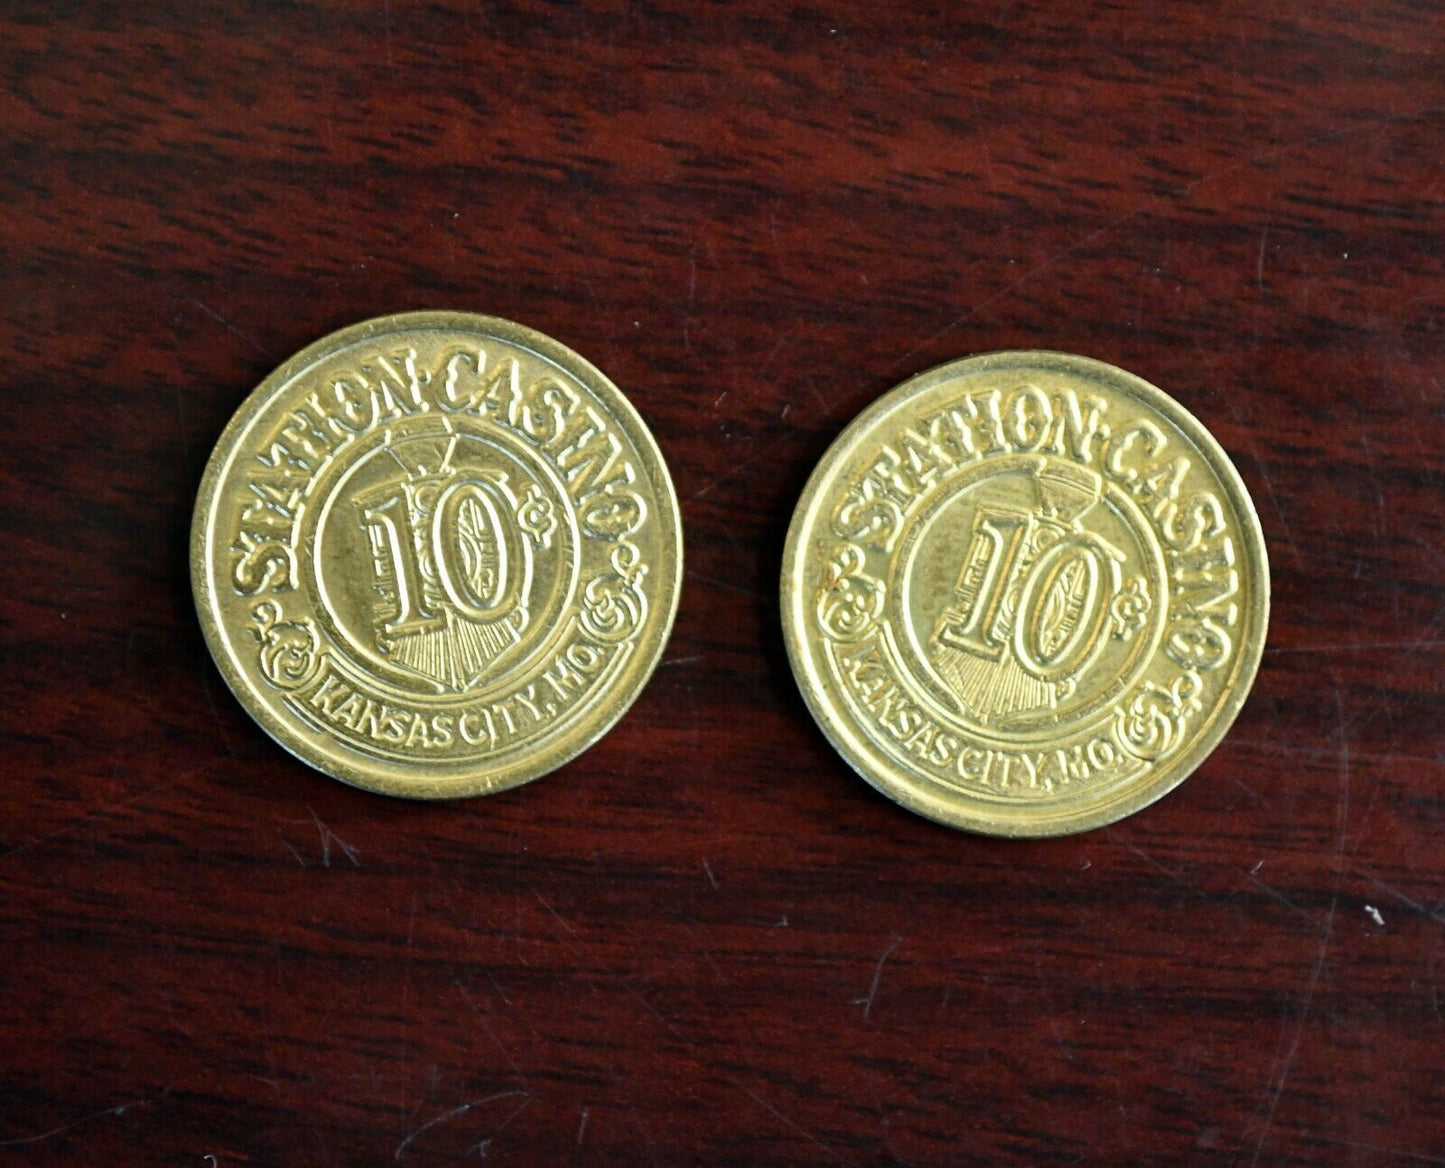 STATION·CASINO
10¢
KANSAS CITY, MO.
STATION·CASINO
10¢
KANSAS CITY, MO.